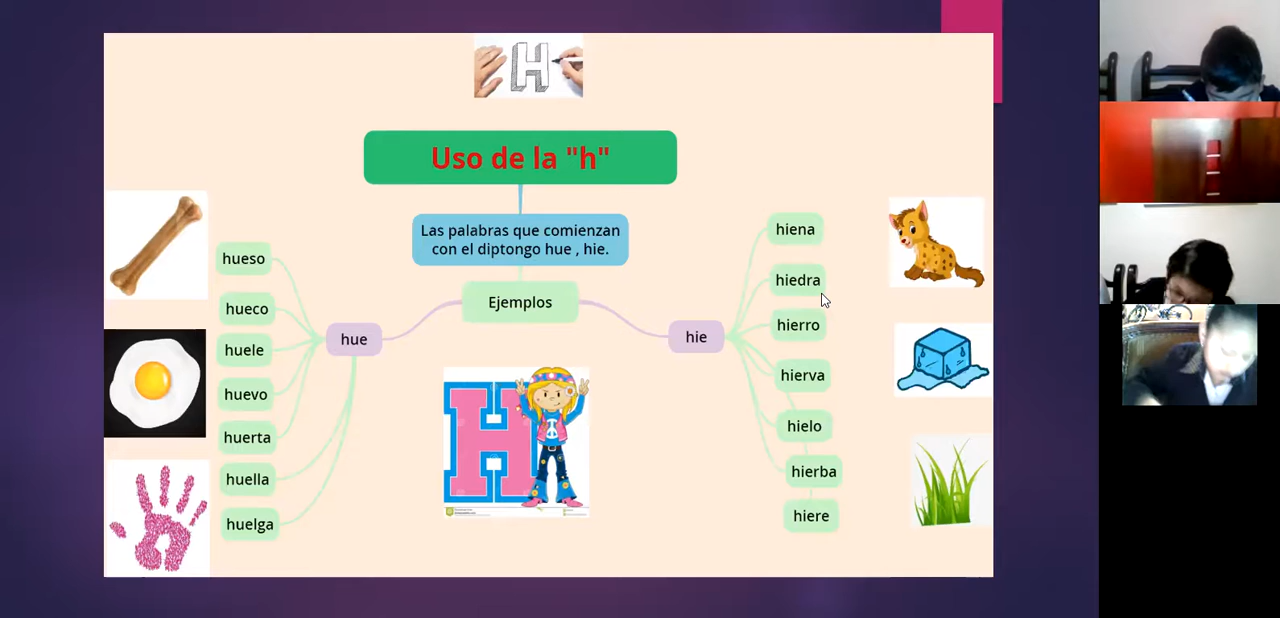 Uso de la "h"
Las palabras que comienzan
con el diptongo hue , hie.
Ejemplos
hue
hueso
hueco
huele
huevo
huerta
huella
huelga
hie
hiena
hiedra
hierro
hierva
hielo
hierba
hiere